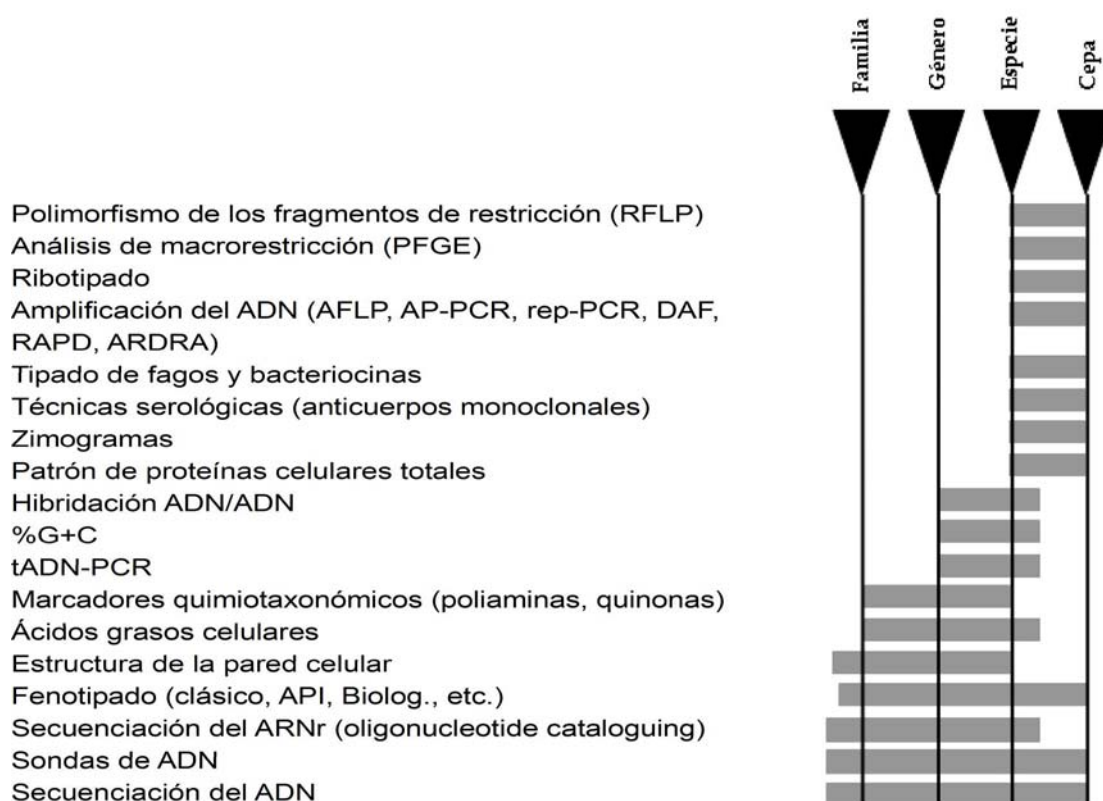 Familia
Género
Especie
Cepa
Polimorfismo de los fragmentos de restricción (RFLP)
Análisis de macrorestricción (PFGE)
Ribotipado
Amplificación del ADN (AFLP, AP-PCR, rep-PCR, DAF,
RAPD, ARDRA)
Tipado de fagos y bacteriocinas
Técnicas serológicas (anticuerpos monoclonales)
Zimogramas
Patrón de proteínas celulares totales
Hibridación ADN/ADN
%G+C
tADN-PCR
Marcadores quimiotaxonómicos (poliaminas, quinonas)
Ácidos grasos celulares
Estructura de la pared celular
Fenotipado (clásico, API, Biolog., etc.)
Secuenciación del ARNr (oligonucleotide cataloguing)
Sondas de ADN
Secuenciación del ADN